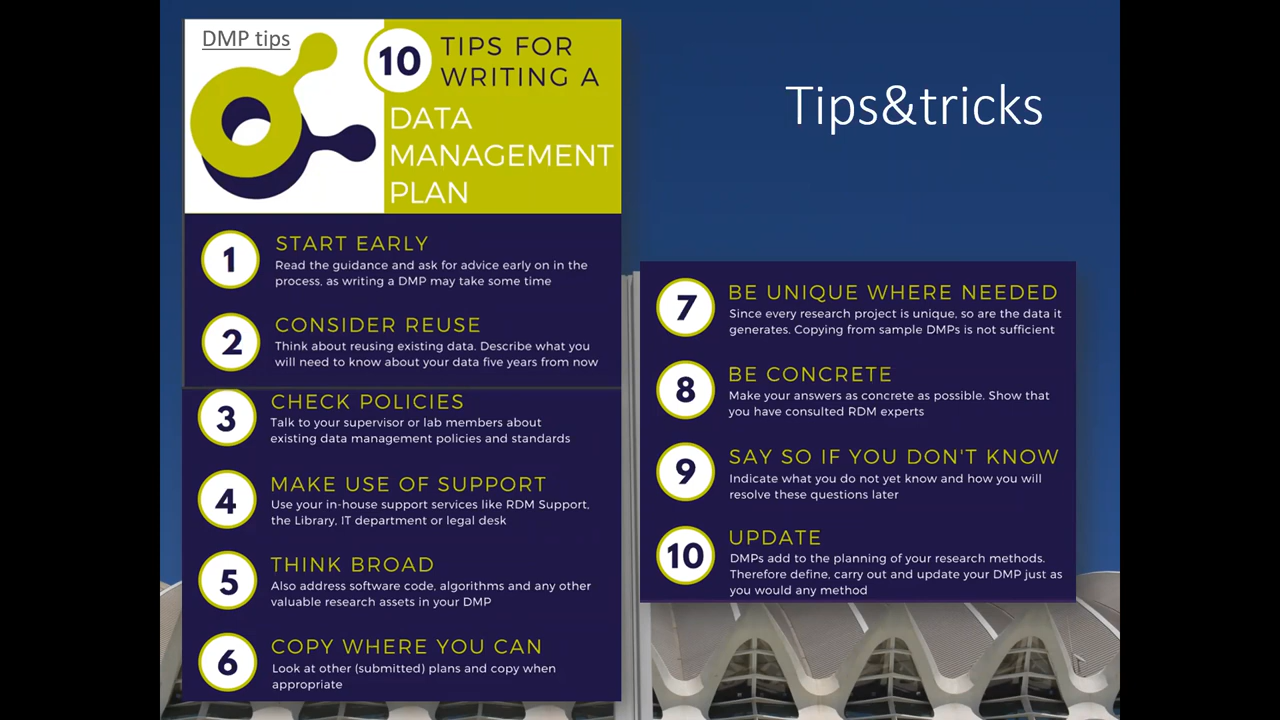 DMP tips
10
TIPS FOR
WRITING A
DATA
MANAGEMENT
PLAN
Tips&tricks
1
START EARLY
Read the guidance and ask for advice early on in the
process, as writing a DMP may take some time
2
CONSIDER REUSE
Think about reusing existing data. Describe what you
will need to know about your data five years from now
3
CHECK POLICIES
Talk to your supervisor or lab members about
existing data management policies and standards
4
MAKE USE OF SUPPORT
Use your in-house support services like RDM Support,
the Library, IT department or legal desk
5
THINK BROAD
Also address software code, algorithms and any other
valuable research assets in your DMP
6
COPY WHERE YOU CAN
Look at other (submitted) plans and copy when
appropriate
7
BE UNIQUE WHERE NEEDED
Since every research project is unique, so are the data it
generates. Copying from sample DMPs is not sufficient
8
BE CONCRETE
Make your answers as concrete as possible. Show that
you have consulted RDM experts
9
SAY SO IF YOU DON'T KNOW
Indicate what you do not yet know and how you will
resolve these questions later
10
UPDATE
DMPs add to the planning of your research methods.
Therefore define, carry out and update your DMP just as
you would any method